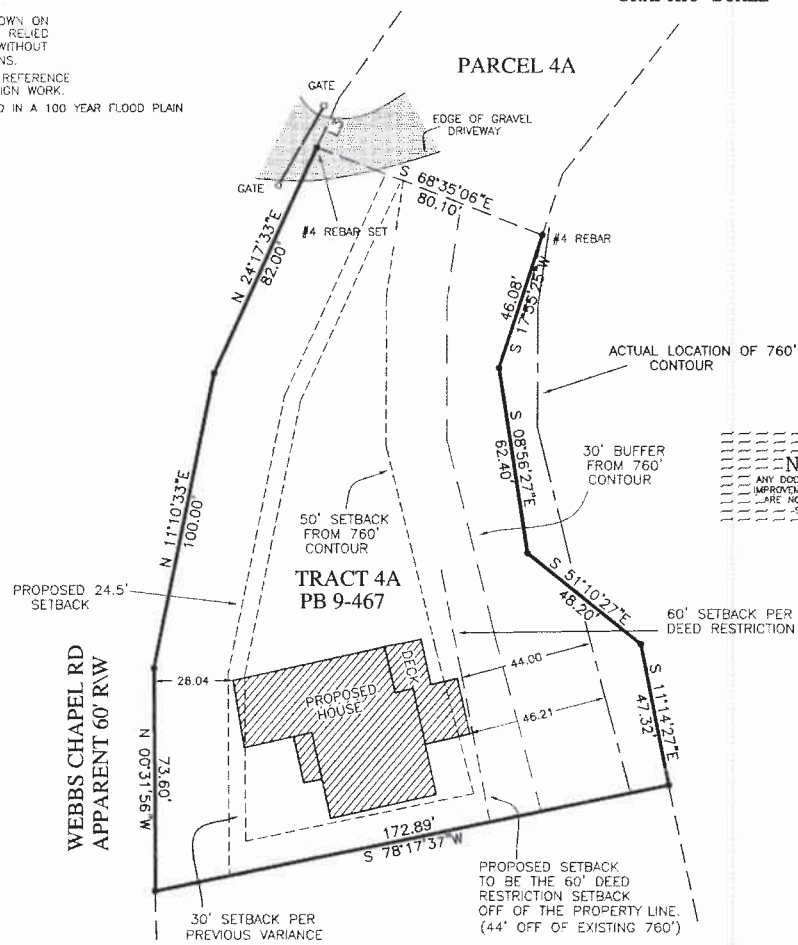 OWN ON
RELIED
WITHOUT
NS.
REFERENCE
IGN WORK.
D IN A 100 YEAR FLOOD PLAIN
PARCEL 4A
GATE
EDGE OF GRAVEL
DRIVEWAY
GATE
S 68°35'06"E
80.10'
#4 REBAR SET
#4 REBAR
N 24°17'33"E
82.00'
46.08'
S 17°55'25"W
ACTUAL LOCATION OF 760'
CONTOUR
S 08°56'27"E
62.40'
30' BUFFER
FROM 760'
CONTOUR
N
ANY DOC
IMPROVEM
ARE NO
N 11°10'33"E
100.00'
50' SETBACK
FROM 760'
CONTOUR
S 51°10'27"E
48.20'
PROPOSED 24.5'
SETBACK
TRACT 4A
PB 9-467
60' SETBACK PER
DEED RESTRICTION
28.04
DECK
44.00
PROPOSED
HOUSE
46.21
S 11°14'27"E
47.32'
WEBBS CHAPEL RD
APPARENT 60' R\W
N 00°31'56"W
73.60'
172.89'
S 78°17'37"W
30' SETBACK PER
PREVIOUS VARIANCE
PROPOSED SETBACK
TO BE THE 60' DEED
RESTRICTION SETBACK
OFF OF THE PROPERTY LINE.
(44' OFF OF EXISTING 760')